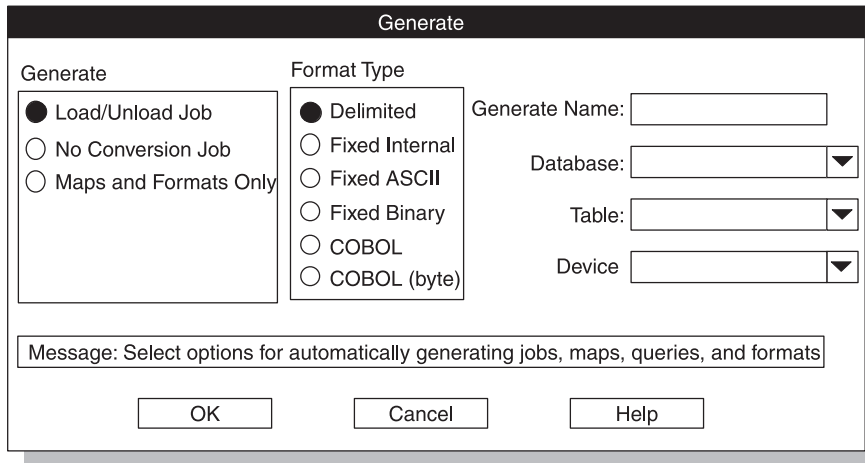 Generate
Generate
Load/Unload Job
No Conversion Job
Maps and Formats Only
Format Type
Delimited
Fixed Internal
Fixed ASCII
Fixed Binary
COBOL
COBOL (byte)
Generate Name:
Database:
Table:
Device
Message: Select options for automatically generating jobs, maps, queries, and formats
OK
Cancel
Help